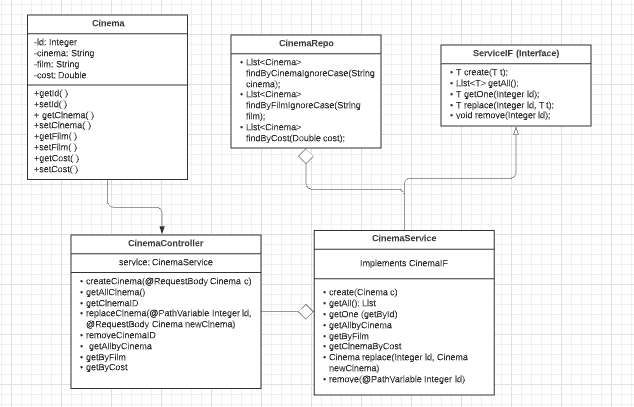 Cinema
-id: Integer
-cinema: String
-film: String
-cost: Double
+getId( )
+setId( )
+ getCinema( )
+setCinema( )
+getFilm( )
+setFilm( )
+getCost( )
+setCost( )
CinemaRepo
• List<Cinema>
findByCinemaIgnoreCase(String
cinema);
• List<Cinema>
findByFilmIgnoreCase(String
film);
• List<Cinema>
findByCost(Double cost);
ServiceIF (Interface)
• T create(T t);
• List<T> getAll();
• T getOne(Integer id);
• T replace(Integer id, T t);
• void remove(Integer id);
CinemaController
service: CinemaService
• createCinema(@RequestBody Cinema c)
• getAllCinema()
• getCinemaID
• replaceCinema(@PathVariable Integer id,
@RequestBody Cinema newCinema)
• removeCinemaID
• getAllbyCinema
• getByFilm
• getByCost
CinemaService
Implements CinemaIF
• create(Cinema c)
• getAll(): List
• getOne (getById)
• getAllbyCinema
• getByFilm
• getCinemaByCost
• Cinema replace(Integer id, Cinema
newCinema)
• remove(@PathVariable Integer id)